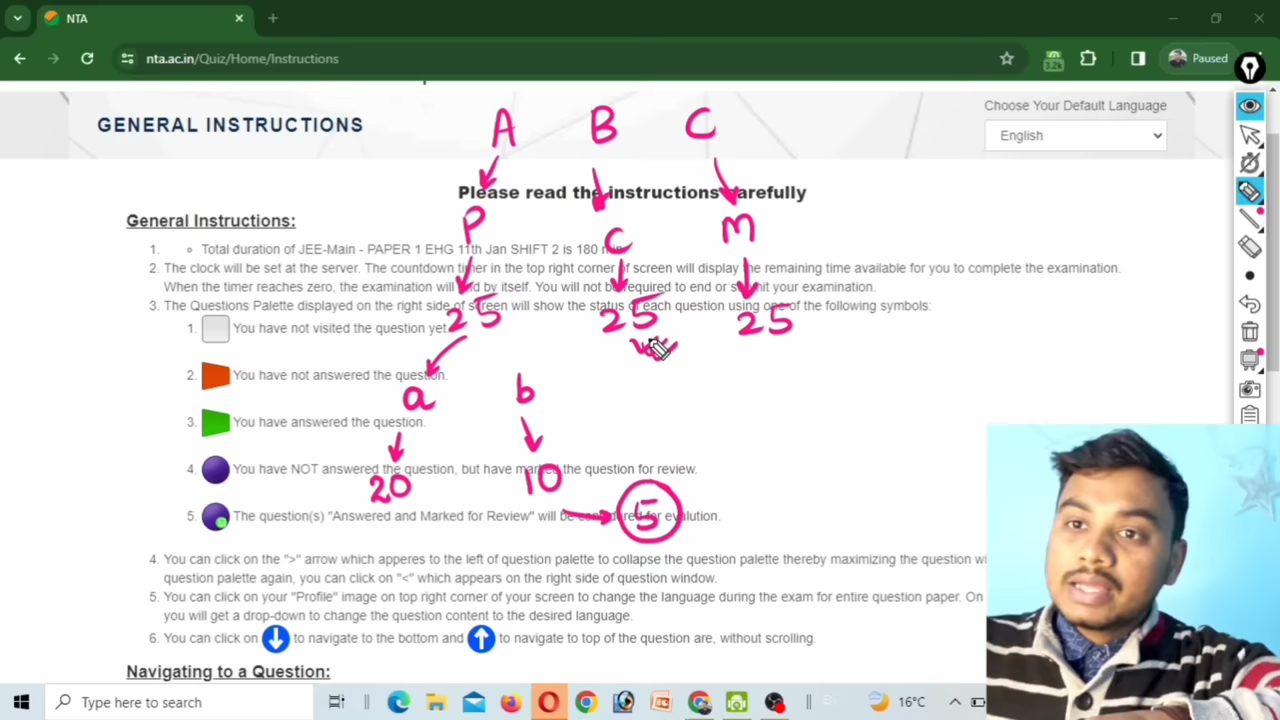 NTA
nta.ac.in/Quiz/Home/Instructions
3.2k
Paused
GENERAL INSTRUCTIONS
Choose Your Default Language
English
A B C
Please read the instructions carefully
General Instructions:
P C M
1. Total duration of JEE-Main - PAPER 1 EHG 11th Jan SHIFT 2 is 180
2. The clock will be set at the server. The countdown timer in the top right corner of screen will display the remaining time available for you to complete the examination.
When the timer reaches zero, the examination will end by itself. You will not be required to end or submit your examination.
3. The Questions Palette displayed on the right side of screen will show the status of each question using one of the following symbols:
25 25 25
1. You have not visited the question yet.
2. You have not answered the question.
a b
3. You have answered the question.
4. You have NOT answered the question, but have marked the question for review.
20 10
5. The question(s) "Answered and Marked for Review" will be considered for evalution.
5
4. You can click on the ">" arrow which apperes to the left of question palette to collapse the question palette thereby maximizing the question
question palette again, you can click on "<" which appears on the right side of question window.
5. You can click on your "Profile" image on top right corner of your screen to change the language during the exam for entire question paper. On
you will get a drop-down to change the question content to the desired language.
6. You can click on to navigate to the bottom and to navigate to top of the question are, without scrolling.
Navigating to a Question:
Type here to search
16°C